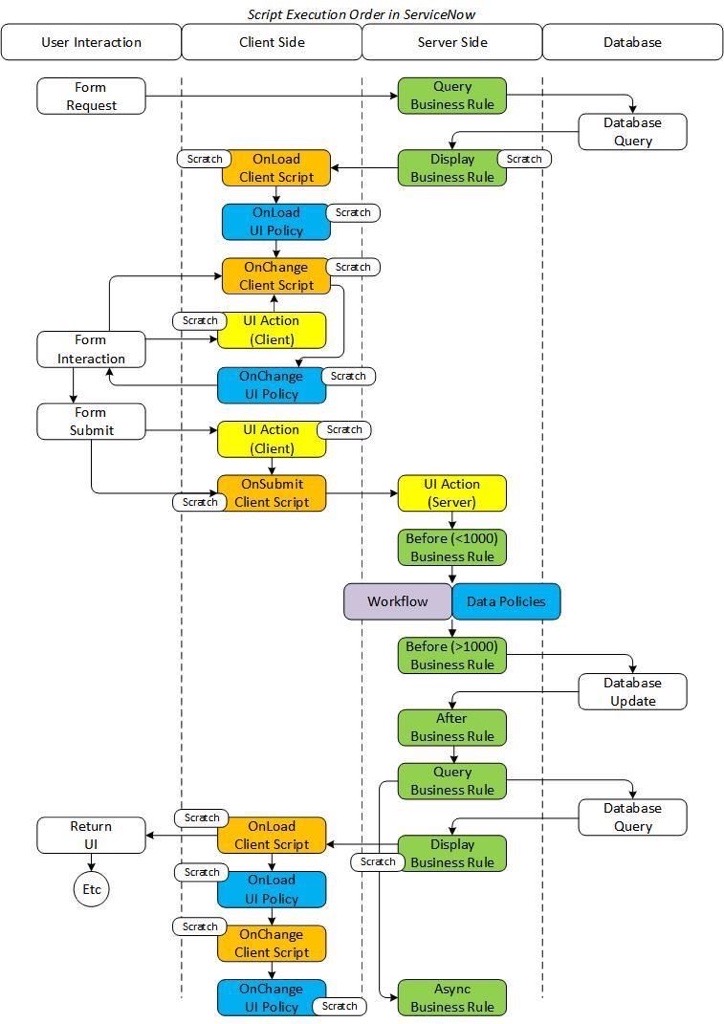 Script Execution Order in ServiceNow
User Interaction
Client Side
Server Side
Database
Form
Request
Query
Business Rule
Database
Query
Scratch
OnLoad
Client Script
Display
Business Rule
Scratch
OnLoad
UI Policy
Scratch
OnChange
Client Script
Scratch
Scratch
UI Action
(Client)
Form
Interaction
OnChange
UI Policy
Scratch
Form
Submit
UI Action
(Client)
Scratch
OnSubmit
Client Script
Scratch
UI Action
(Server)
Before (<1000)
Business Rule
Workflow
Data Policies
Before (>1000)
Business Rule
Database
Update
After
Business Rule
Query
Business Rule
Database
Query
Scratch
Return
UI
OnLoad
Client Script
Display
Business Rule
Scratch
Etc
Scratch
OnLoad
UI Policy
Scratch
OnChange
Client Script
OnChange
UI Policy
Scratch
Async
Business Rule